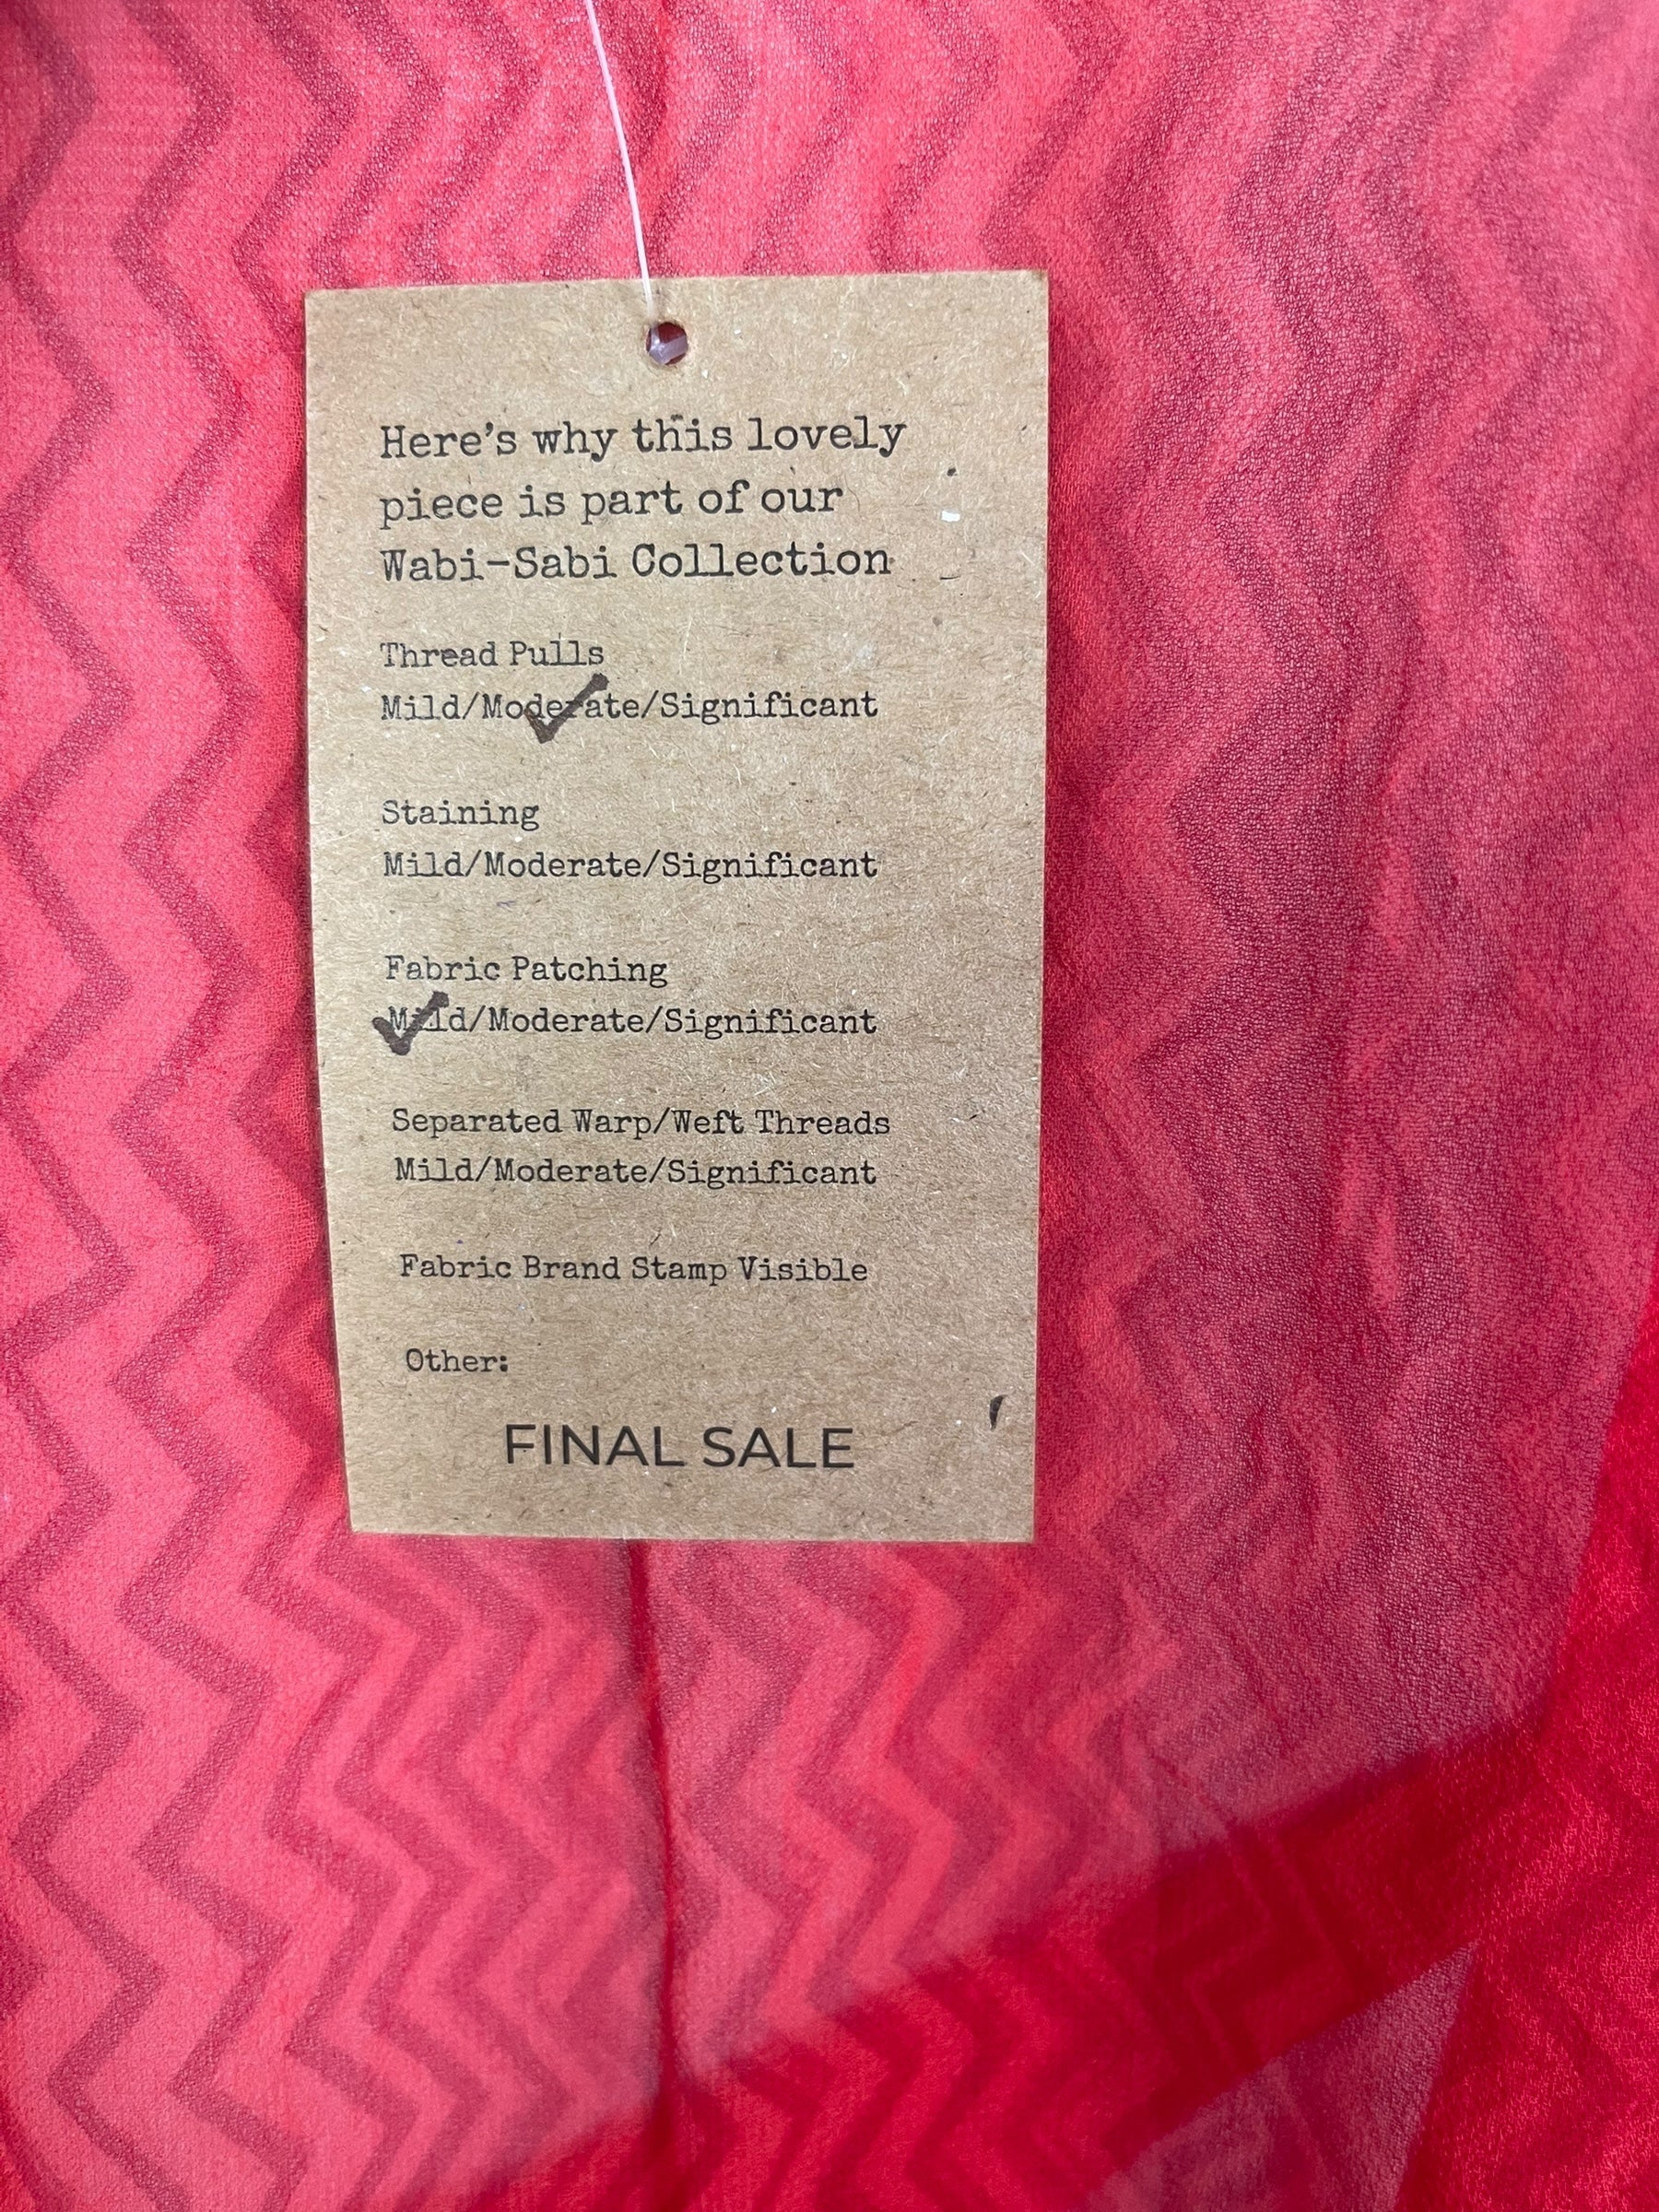 Here's why this lovely
piece is part of our
Wabi-Sabi Collection
Thread Pulls
Mild/Moderate/Significant
Staining
Mild/Moderate/Significant
Fabric Patching
Mild/Moderate/Significant
Separated Warp/Weft Threads
Mild/Moderate/Significant
Fabric Brand Stamp Visible
Other:
FINAL SALE